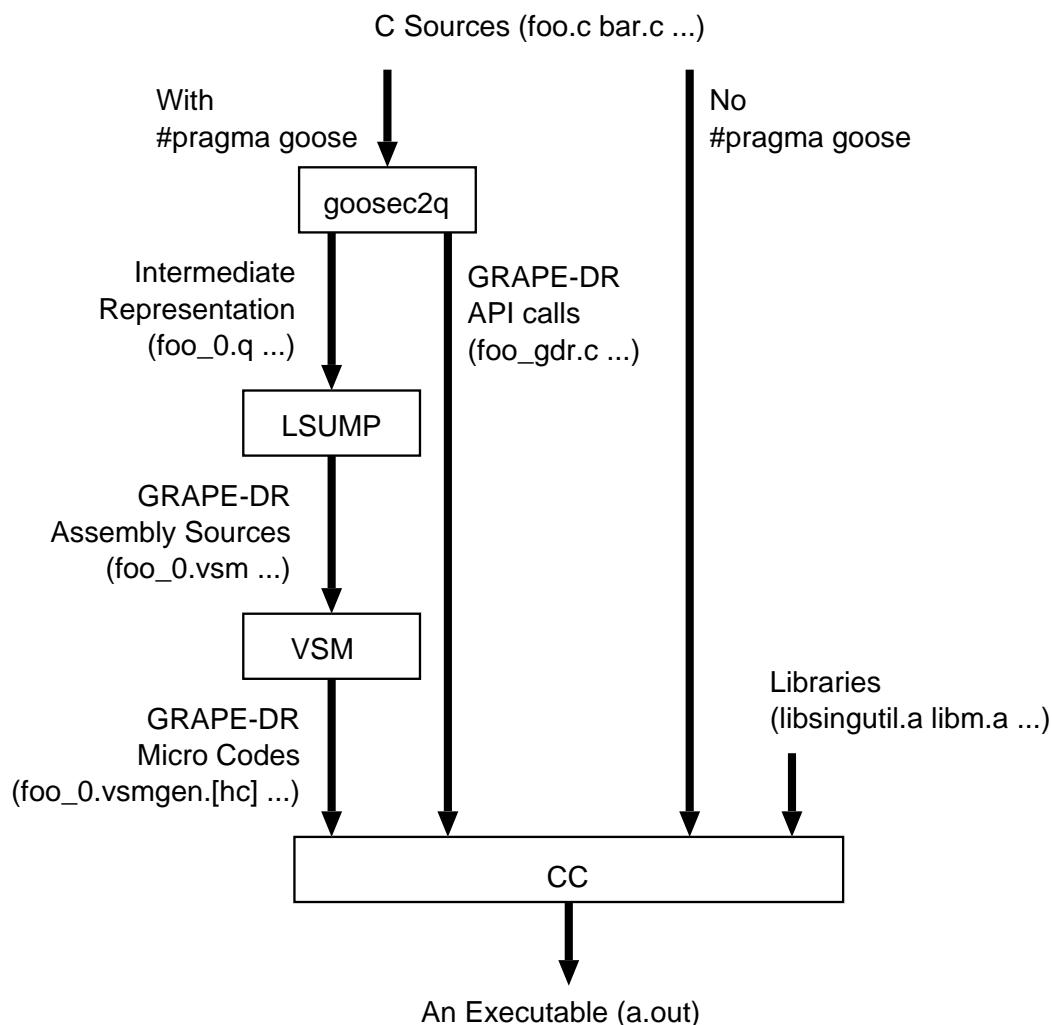 C Sources (foo.c bar.c ...)
With
#pragma goose
No
#pragma goose
goosec2q
Intermediate
Representation
(foo_0.q ...)
GRAPE-DR
API calls
(foo_gdr.c ...)
LSUMP
GRAPE-DR
Assembly Sources
(foo_0.vsm ...)
VSM
GRAPE-DR
Micro Codes
(foo_0.vsmgen.[hc] ...)
Libraries
(libsingutil.a libm.a ...)
CC
An Executable (a.out)